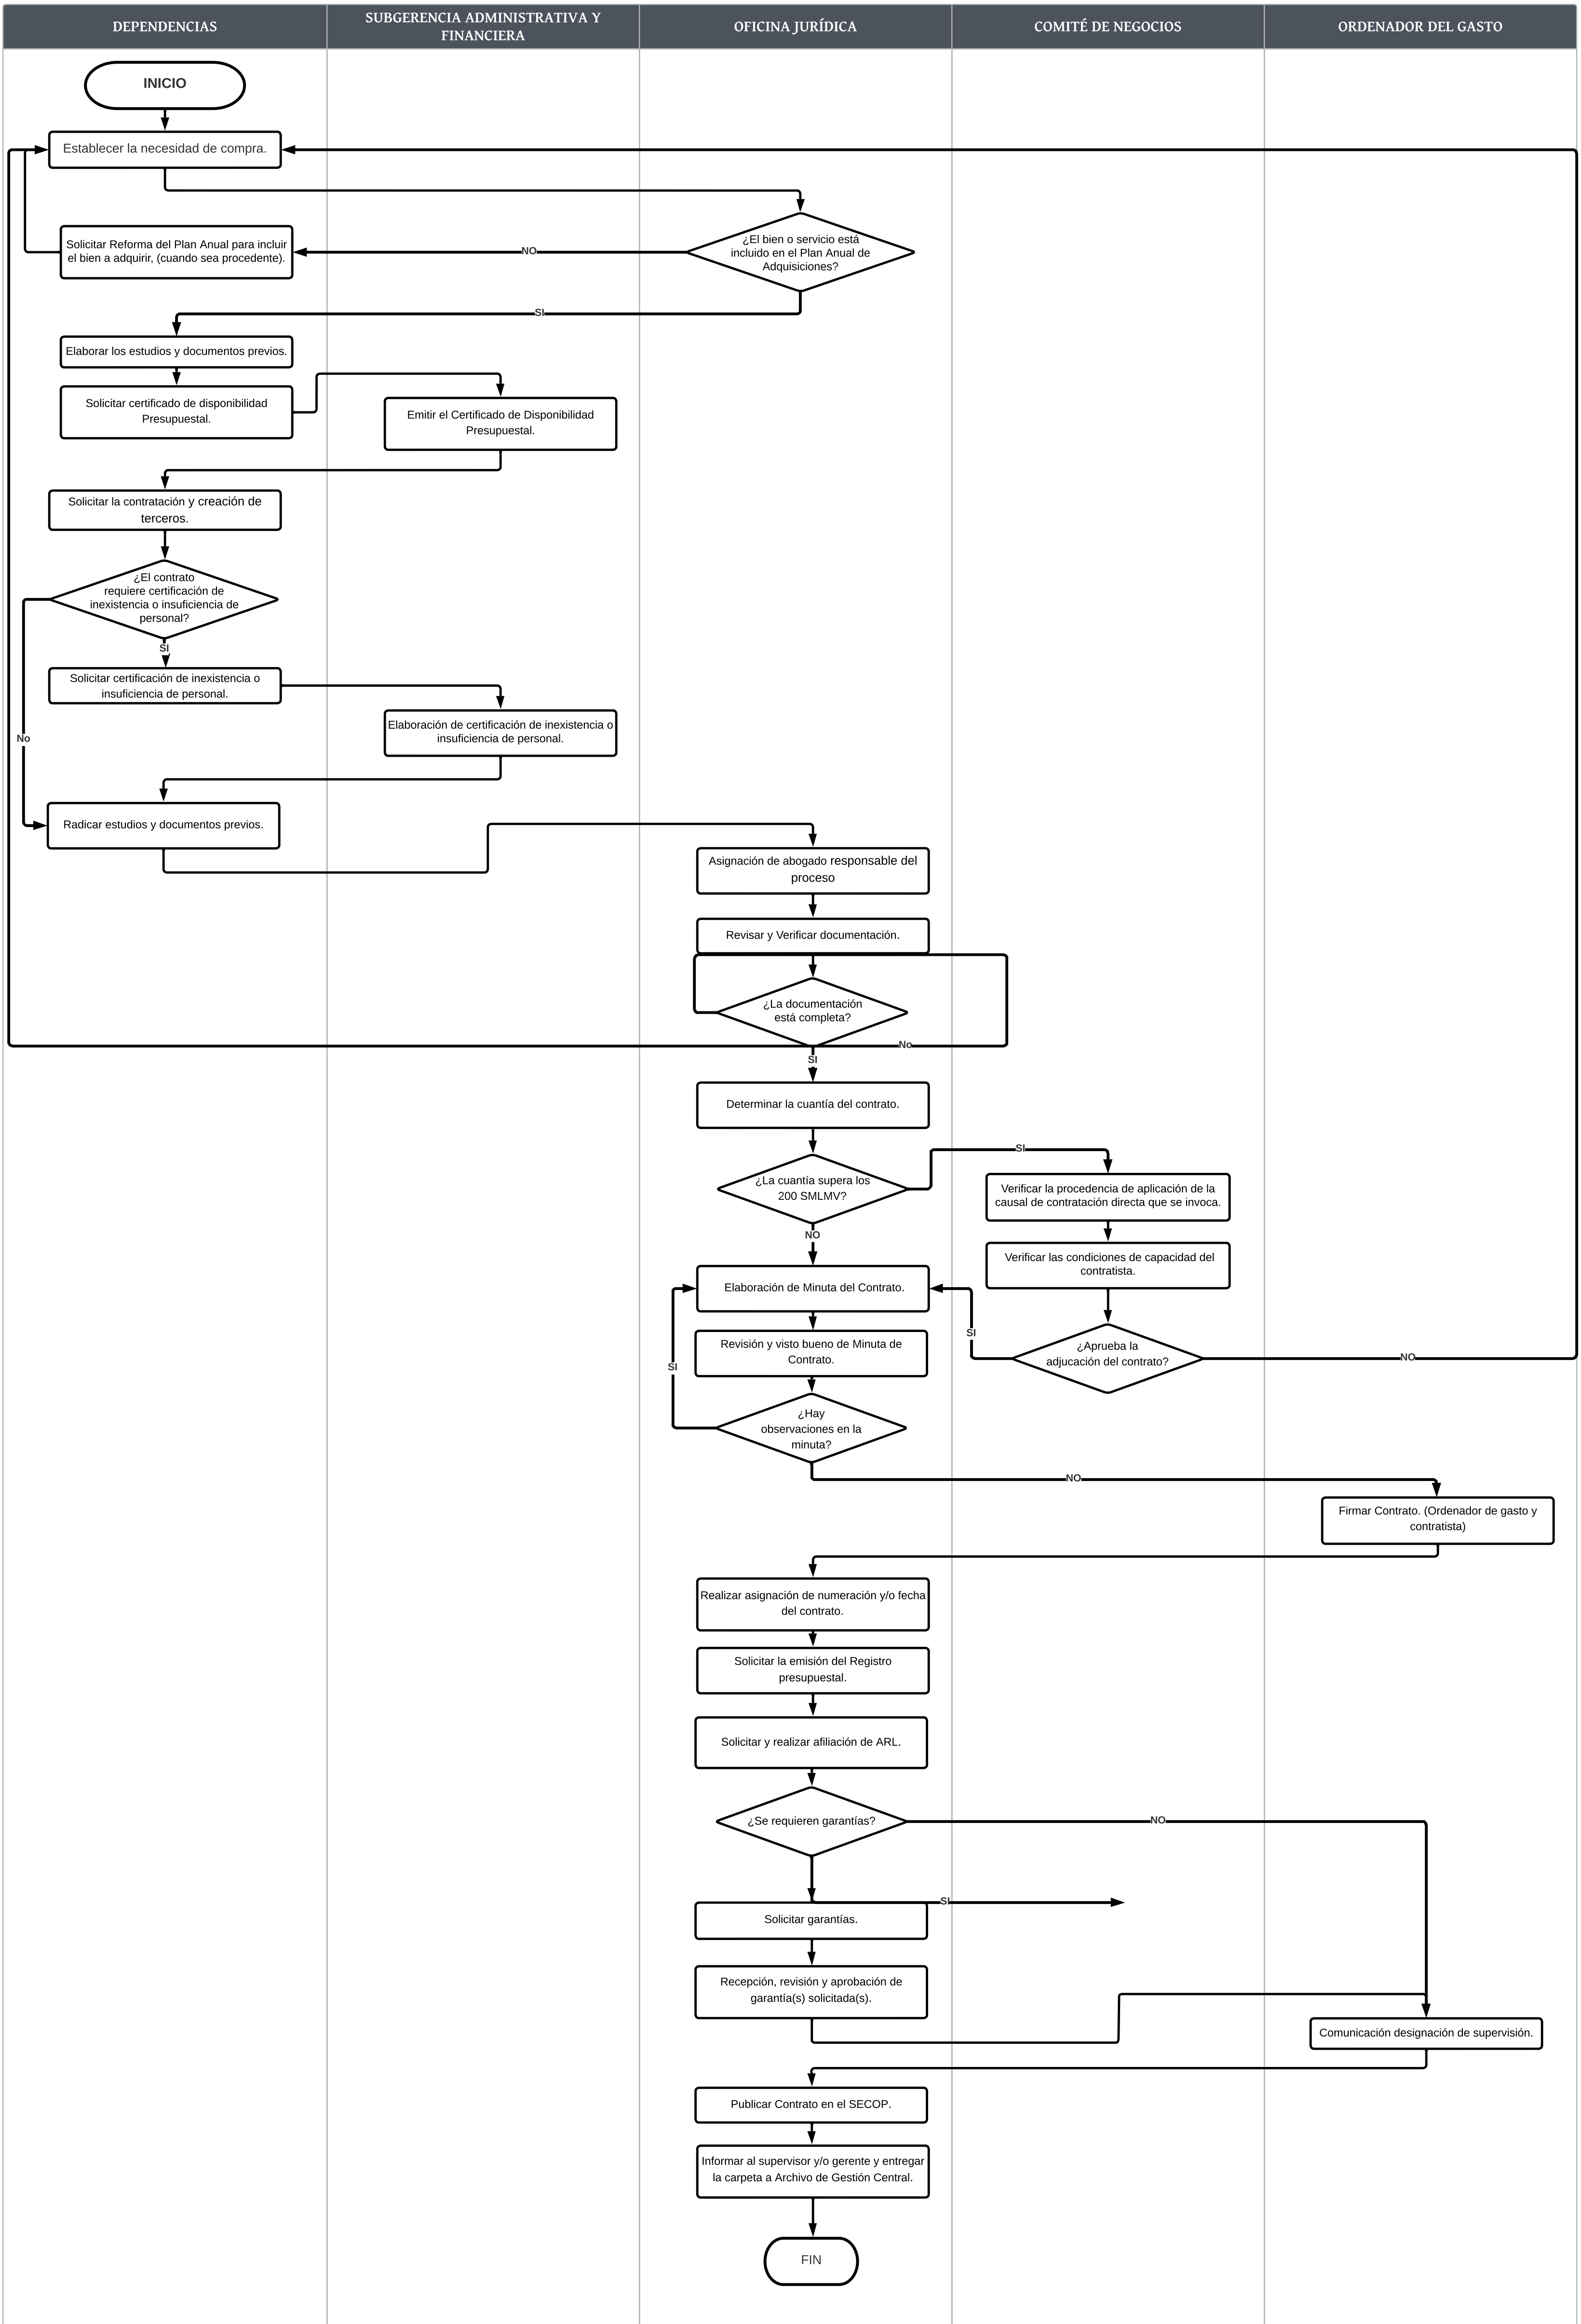 DEPENDENCIAS
SUBGERENCIA ADMINISTRATIVA Y
FINANCIERA
OFICINA JURÍDICA
COMITÉ DE NEGOCIOS
ORDENADOR DEL GASTO
INICIO
Establecer la necesidad de compra.
¿El bien o servicio está
incluido en el Plan Anual de
Adquisiciones?
NO
Solicitar Reforma del Plan Anual para incluir
el bien a adquirir, (cuando sea procedente).
SI
Elaborar los estudios y documentos previos.
Solicitar certificado de disponibilidad
Presupuestal.
Emitir el Certificado de Disponibilidad
Presupuestal.
Solicitar la contratación y creación de
terceros.
¿El contrato
requiere certificación de
inexistencia o insuficiencia de
personal?
SI
Solicitar certificación de inexistencia o
insuficiencia de personal.
Elaboración de certificación de inexistencia o
insuficiencia de personal.
No
Radicar estudios y documentos previos.
Asignación de abogado responsable del
proceso
Revisar y Verificar documentación.
¿La documentación
está completa?
No
SI
Determinar la cuantía del contrato.
¿La cuantía supera los
200 SMLMV?
SI
Verificar la procedencia de aplicación de la
causal de contratación directa que se invoca.
NO
Verificar las condiciones de capacidad del
contratista.
Elaboración de Minuta del Contrato.
SI
¿Aprueba la
adjucación del contrato?
NO
Revisión y visto bueno de Minuta de
Contrato.
SI
¿Hay
observaciones en la
minuta?
NO
Firmar Contrato. (Ordenador de gasto y
contratista)
Realizar asignación de numeración y/o fecha
del contrato.
Solicitar la emisión del Registro
presupuestal.
Solicitar y realizar afiliación de ARL.
¿Se requieren garantías?
NO
SI
Solicitar garantías.
Recepción, revisión y aprobación de
garantía(s) solicitada(s).
Comunicación designación de supervisión.
Publicar Contrato en el SECOP.
Informar al supervisor y/o gerente y entregar
la carpeta a Archivo de Gestión Central.
FIN